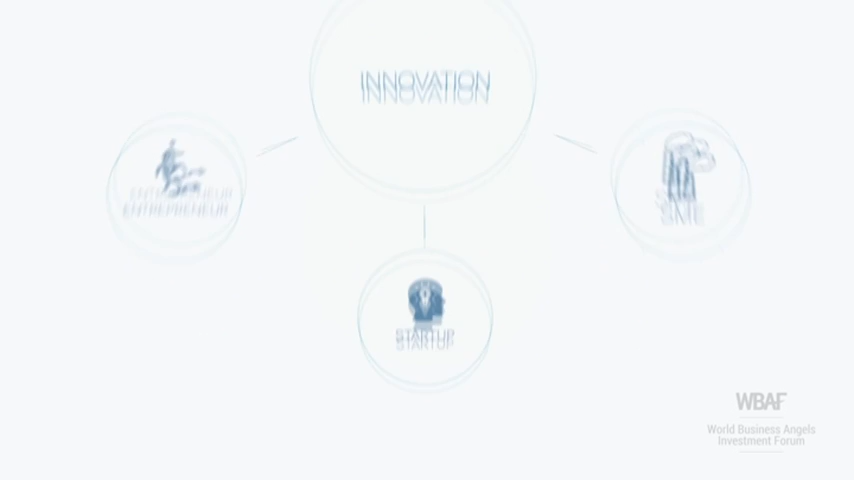 INNOVATION
ENTREPRENEUR
SME
STARTUP
WBAF
World Business Angels
Investment Forum